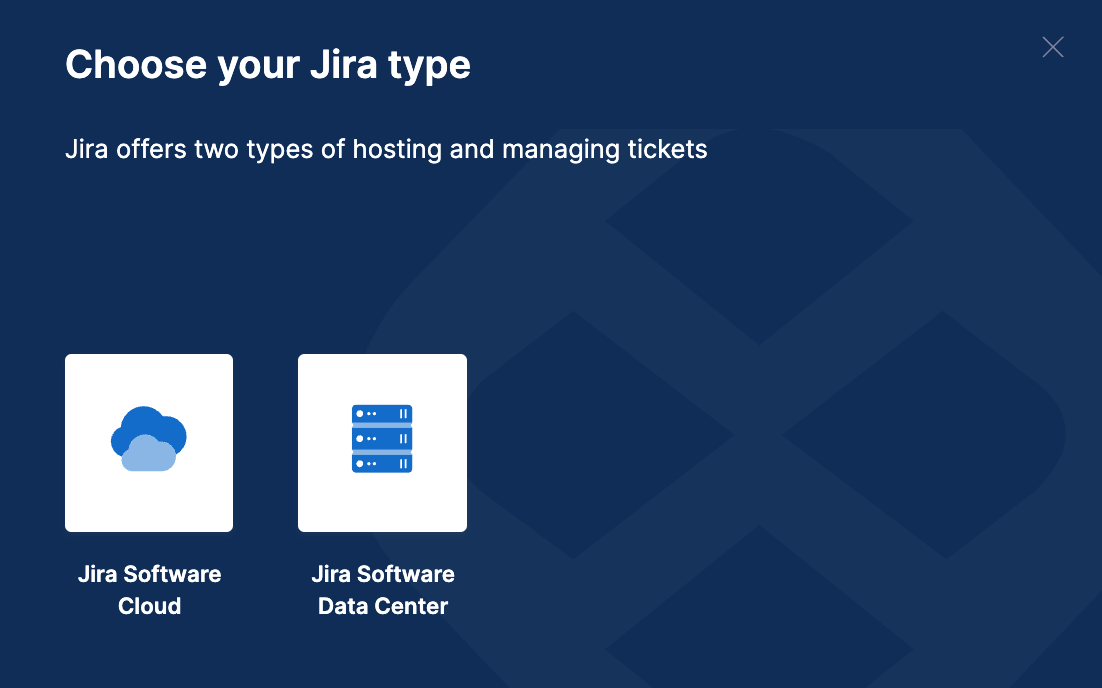 Choose your Jira type
Jira offers two types of hosting and managing tickets
Jira Software
Cloud
Jira Software
Data Center